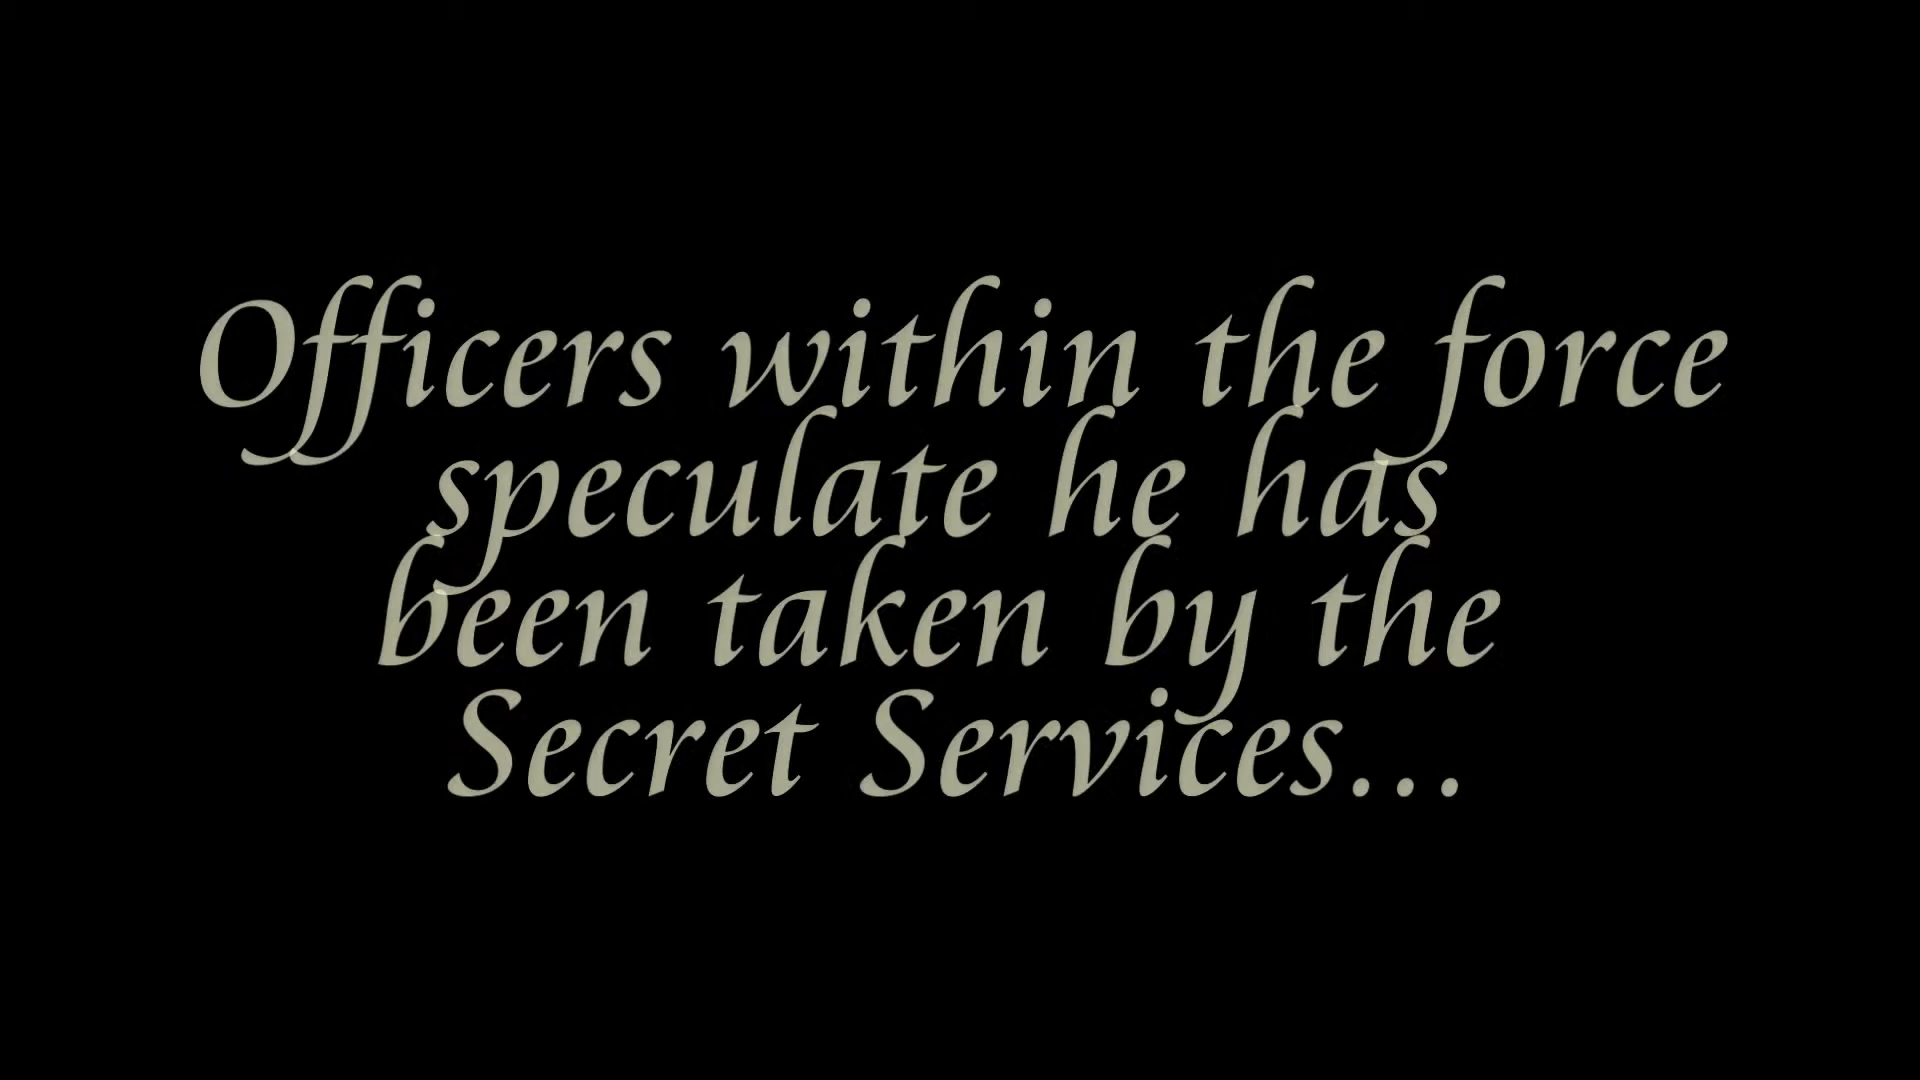 Officers within the force
speculate he has
been taken by the
Secret Services...